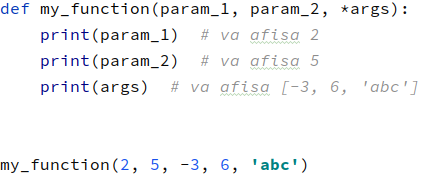 def my_function(param_1, param_2, *args):
    print(param_1)  # va afisa 2
    print(param_2)  # va afisa 5
    print(args)  # va afisa [-3, 6, 'abc']
my_function(2, 5, -3, 6, 'abc')